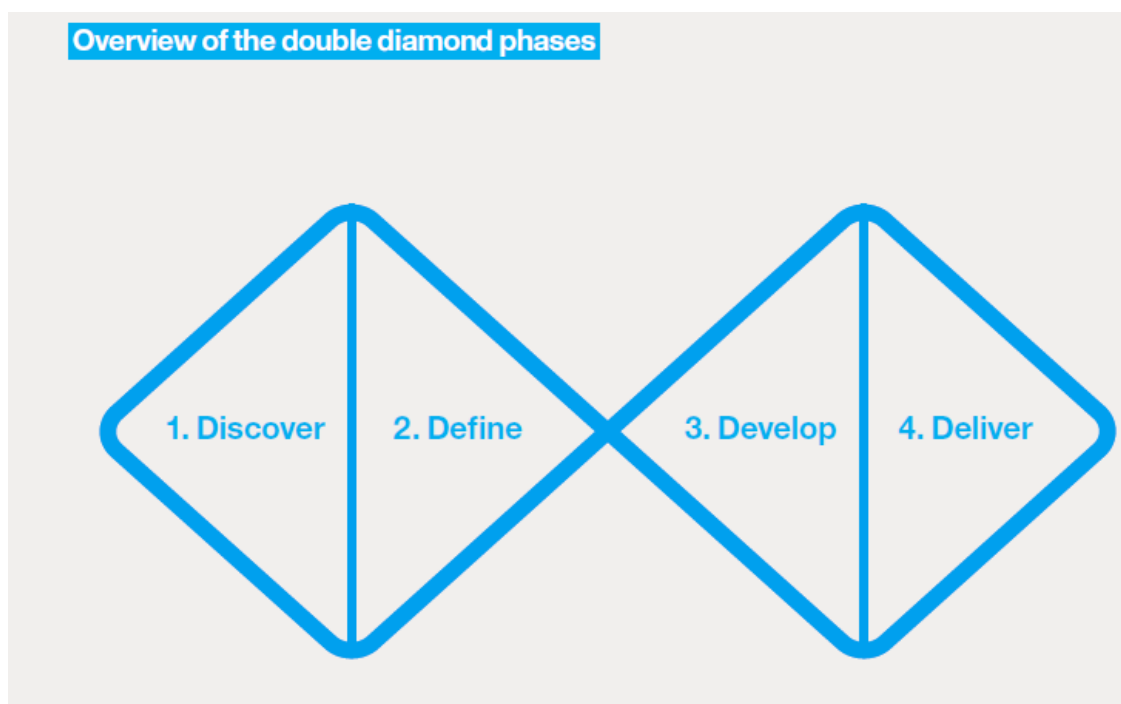 Overview of the double diamond phases
1. Discover
2. Define
3. Develop
4. Deliver